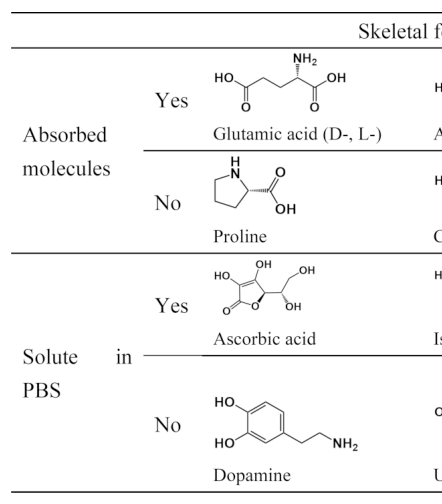 Skeletal f
NH2
HO OH
O O
Yes
Glutamic acid (D-, L-)
Absorbed
molecules
H
N O
OH
No
Proline
OH
HO OH
O O OH
Yes
Ascorbic acid
Is
Solute in
PBS
HO
HO NH2
No
Dopamine
U